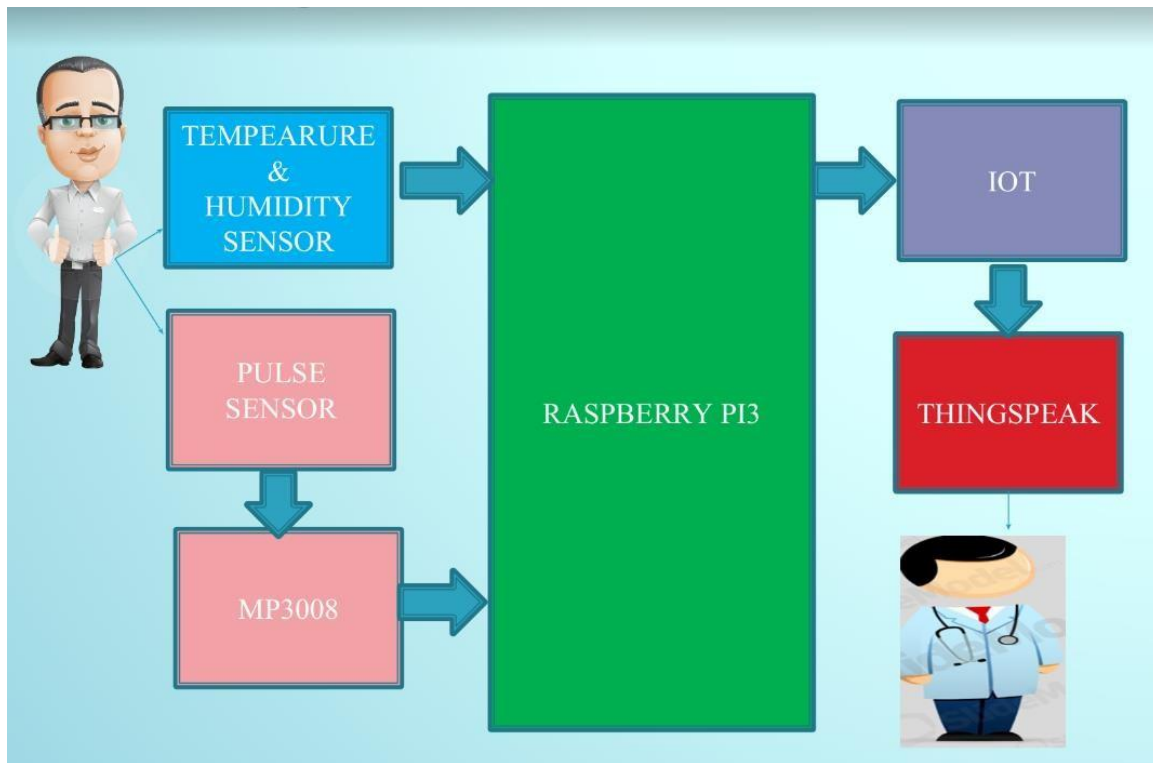 TEMPEARURE
&
HUMIDITY
SENSOR
PULSE
SENSOR
MP3008
RASPBERRY PI3
IOT
THINGSPEAK